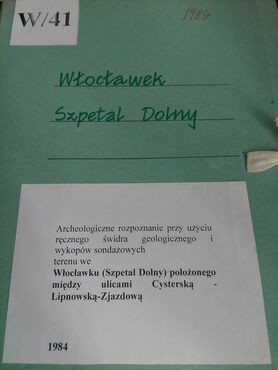 W/41
1984
Włocławek
Szpetal Dolny
Archeologiczne rozpoznanie przy użyciu
ręcznego świdra geologicznego i
wykopów sondażowych
terenu we
Włocławku (Szpetal Dolny) położonego
między ulicami Cysterską -
Lipnowską-Zjazdową
1984